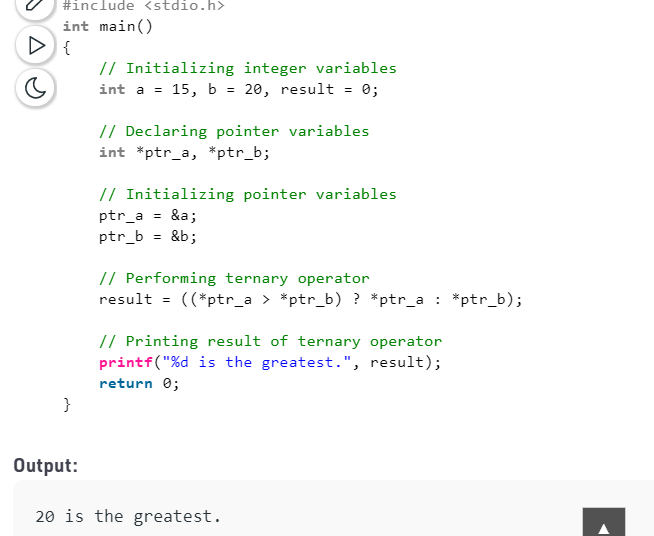 #include <stdio.h>
int main()
{
    // Initializing integer variables
    int a = 15, b = 20, result = 0;

    // Declaring pointer variables
    int *ptr_a, *ptr_b;

    // Initializing pointer variables
    ptr_a = &a;
    ptr_b = &b;

    // Performing ternary operator
    result = ((*ptr_a > *ptr_b) ? *ptr_a : *ptr_b);

    // Printing result of ternary operator
    printf("%d is the greatest.", result);
    return 0;
}
Output:
20 is the greatest.